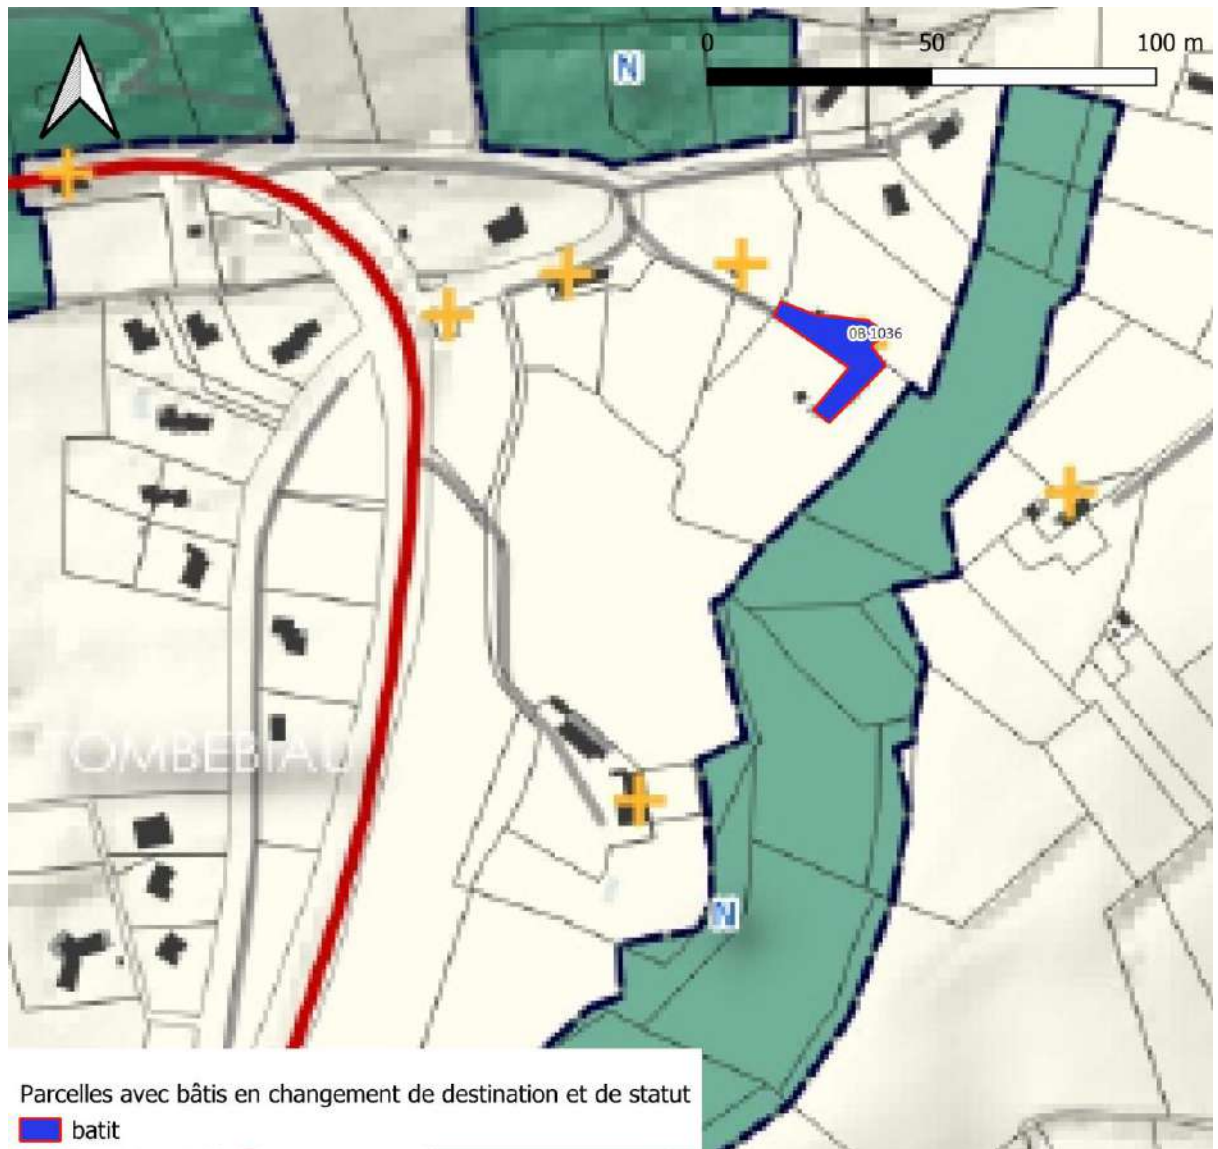 0 50 100 m
N
0B 1036
TOMBEBIAU
N
Parcelles avec bâtis en changement de destination et de statut
batit